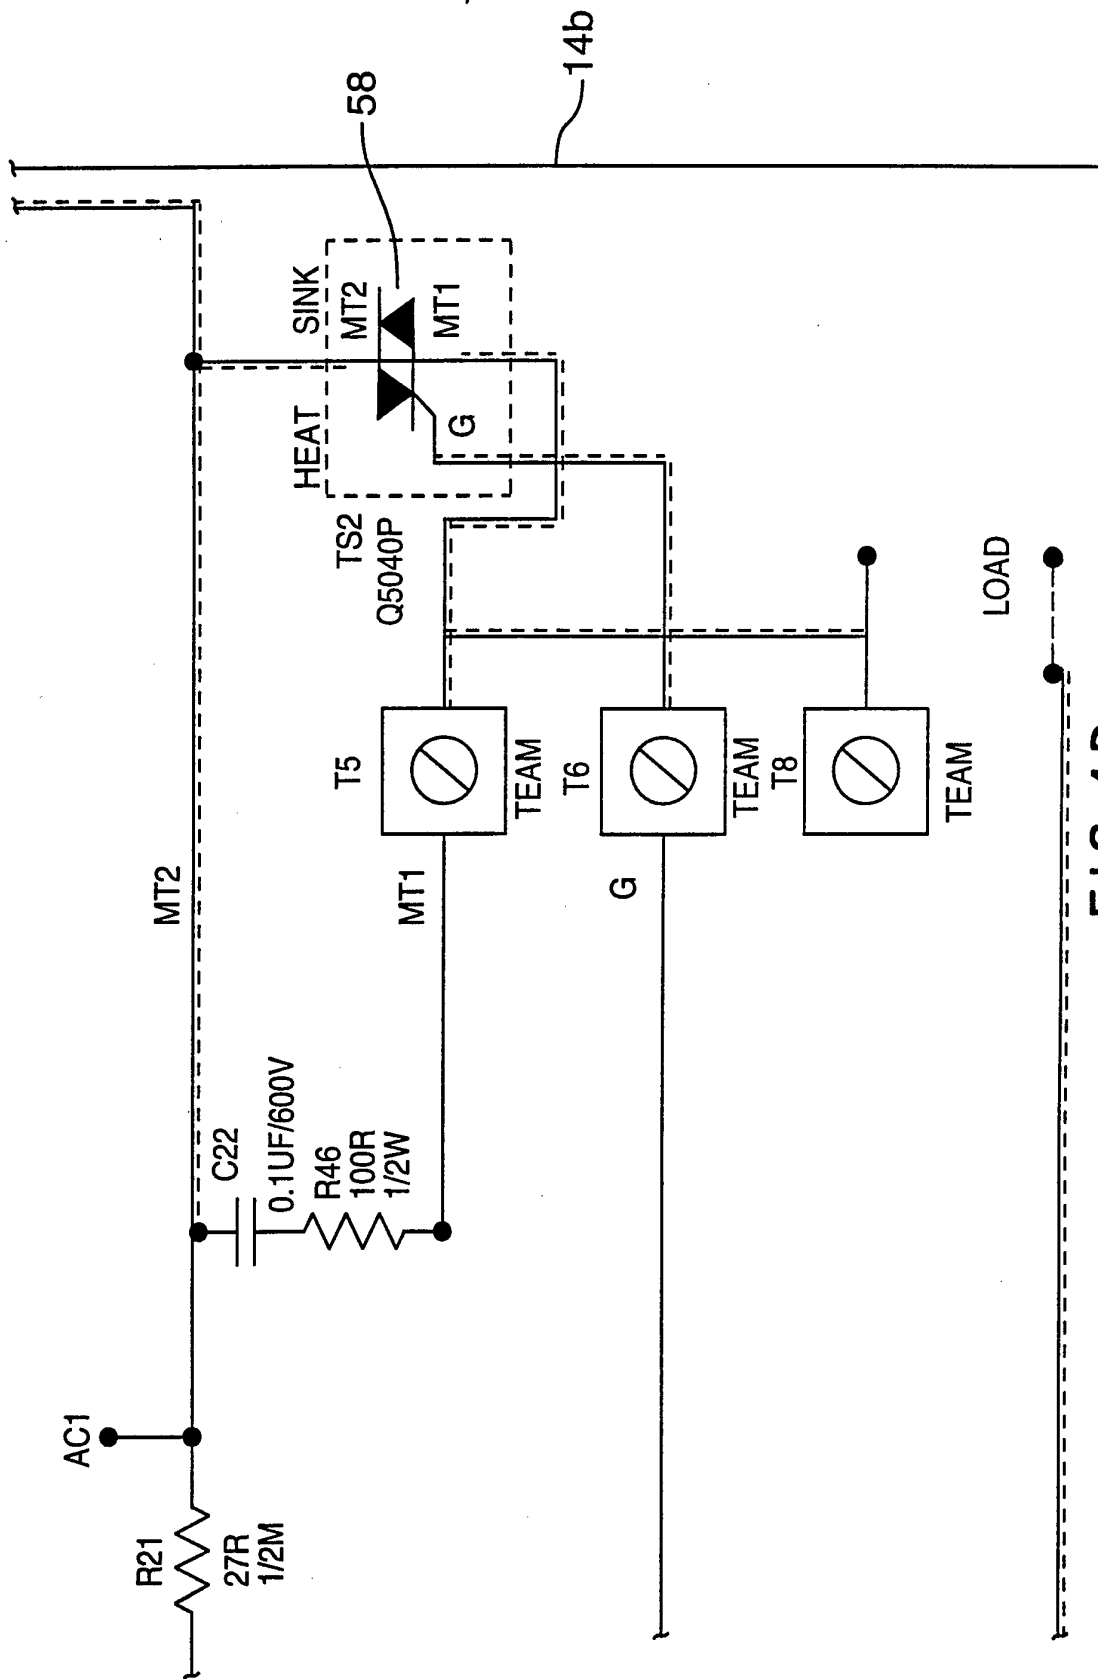 58
14b
HEAT SINK
MT2
MT1
G
TS2
Q5040P
MT2
AC1
R21
27R
1/2M
C22
0.1UF/600V
R46
100R
1/2W
MT1
T5
TEAM
G
T6
TEAM
T8
TEAM
LOAD